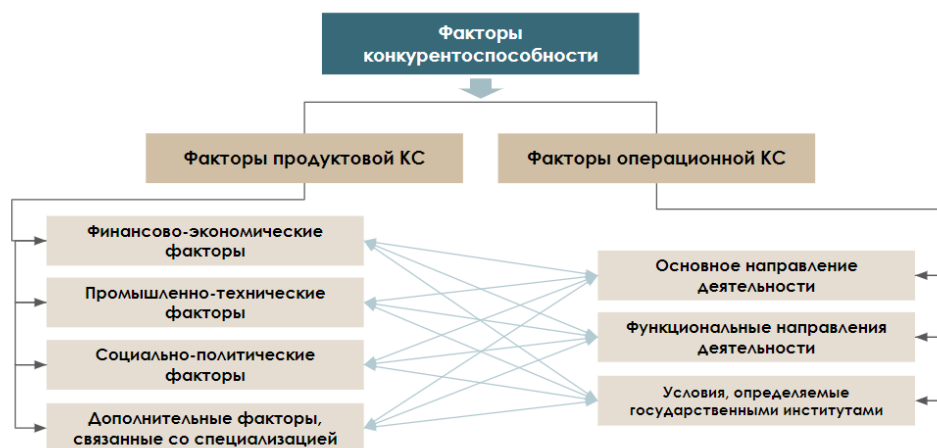 Факторы
конкурентоспособности
Факторы продуктовой КС
Факторы операционной КС
Финансово-экономические
факторы
Промышленно-технические
факторы
Социально-политические
факторы
Дополнительные факторы,
связанные со специализацией
Основное направление
деятельности
Функциональные направления
деятельности
Условия, определяемые
государственными институтами